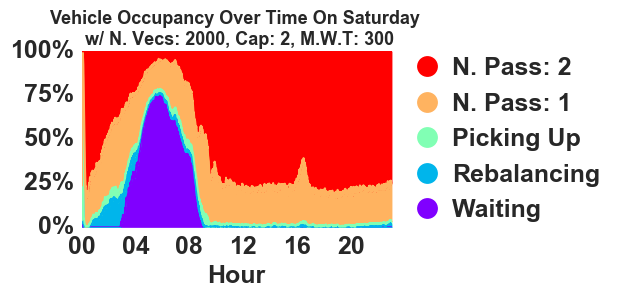 Vehicle Occupancy Over Time On Saturday
w/ N. Vecs: 2000, Cap: 2, M.W.T: 300
100%
75%
50%
25%
0%
00 04 08 12 16 20
Hour
N. Pass: 2
N. Pass: 1
Picking Up
Rebalancing
Waiting